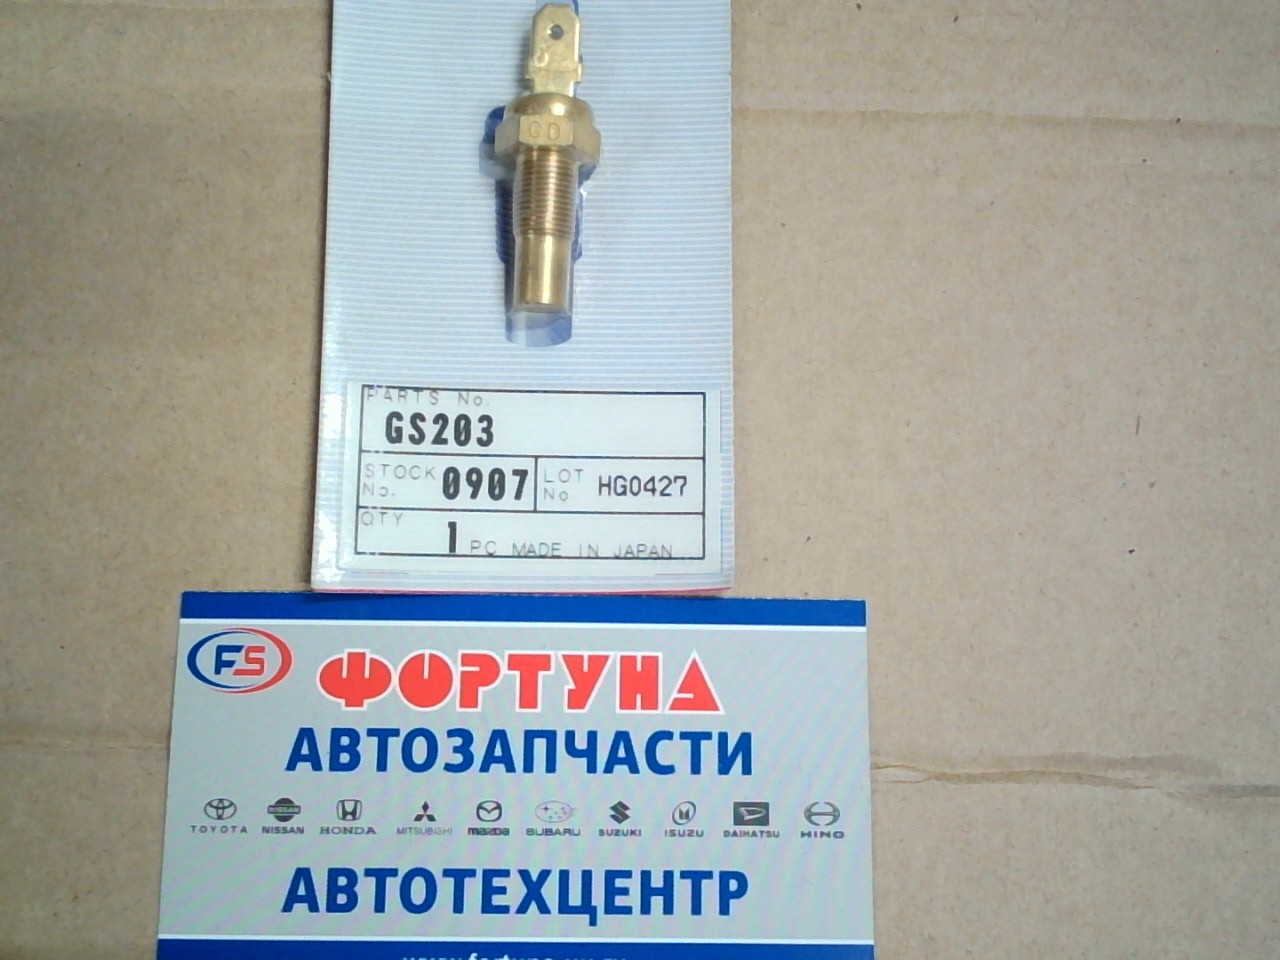 GD
PARTS No.
GS203
STOCK No. 0907 LOT No. HG0427
QTY 1 PC MADE IN JAPAN
FS ФОРТУНА
АВТОЗАПЧАСТИ
TOYOTA NISSAN HONDA MITSUBISHI mazda SUBARU SUZUKI ISUZU DAIHATSU HINO
АВТОТЕХЦЕНТР